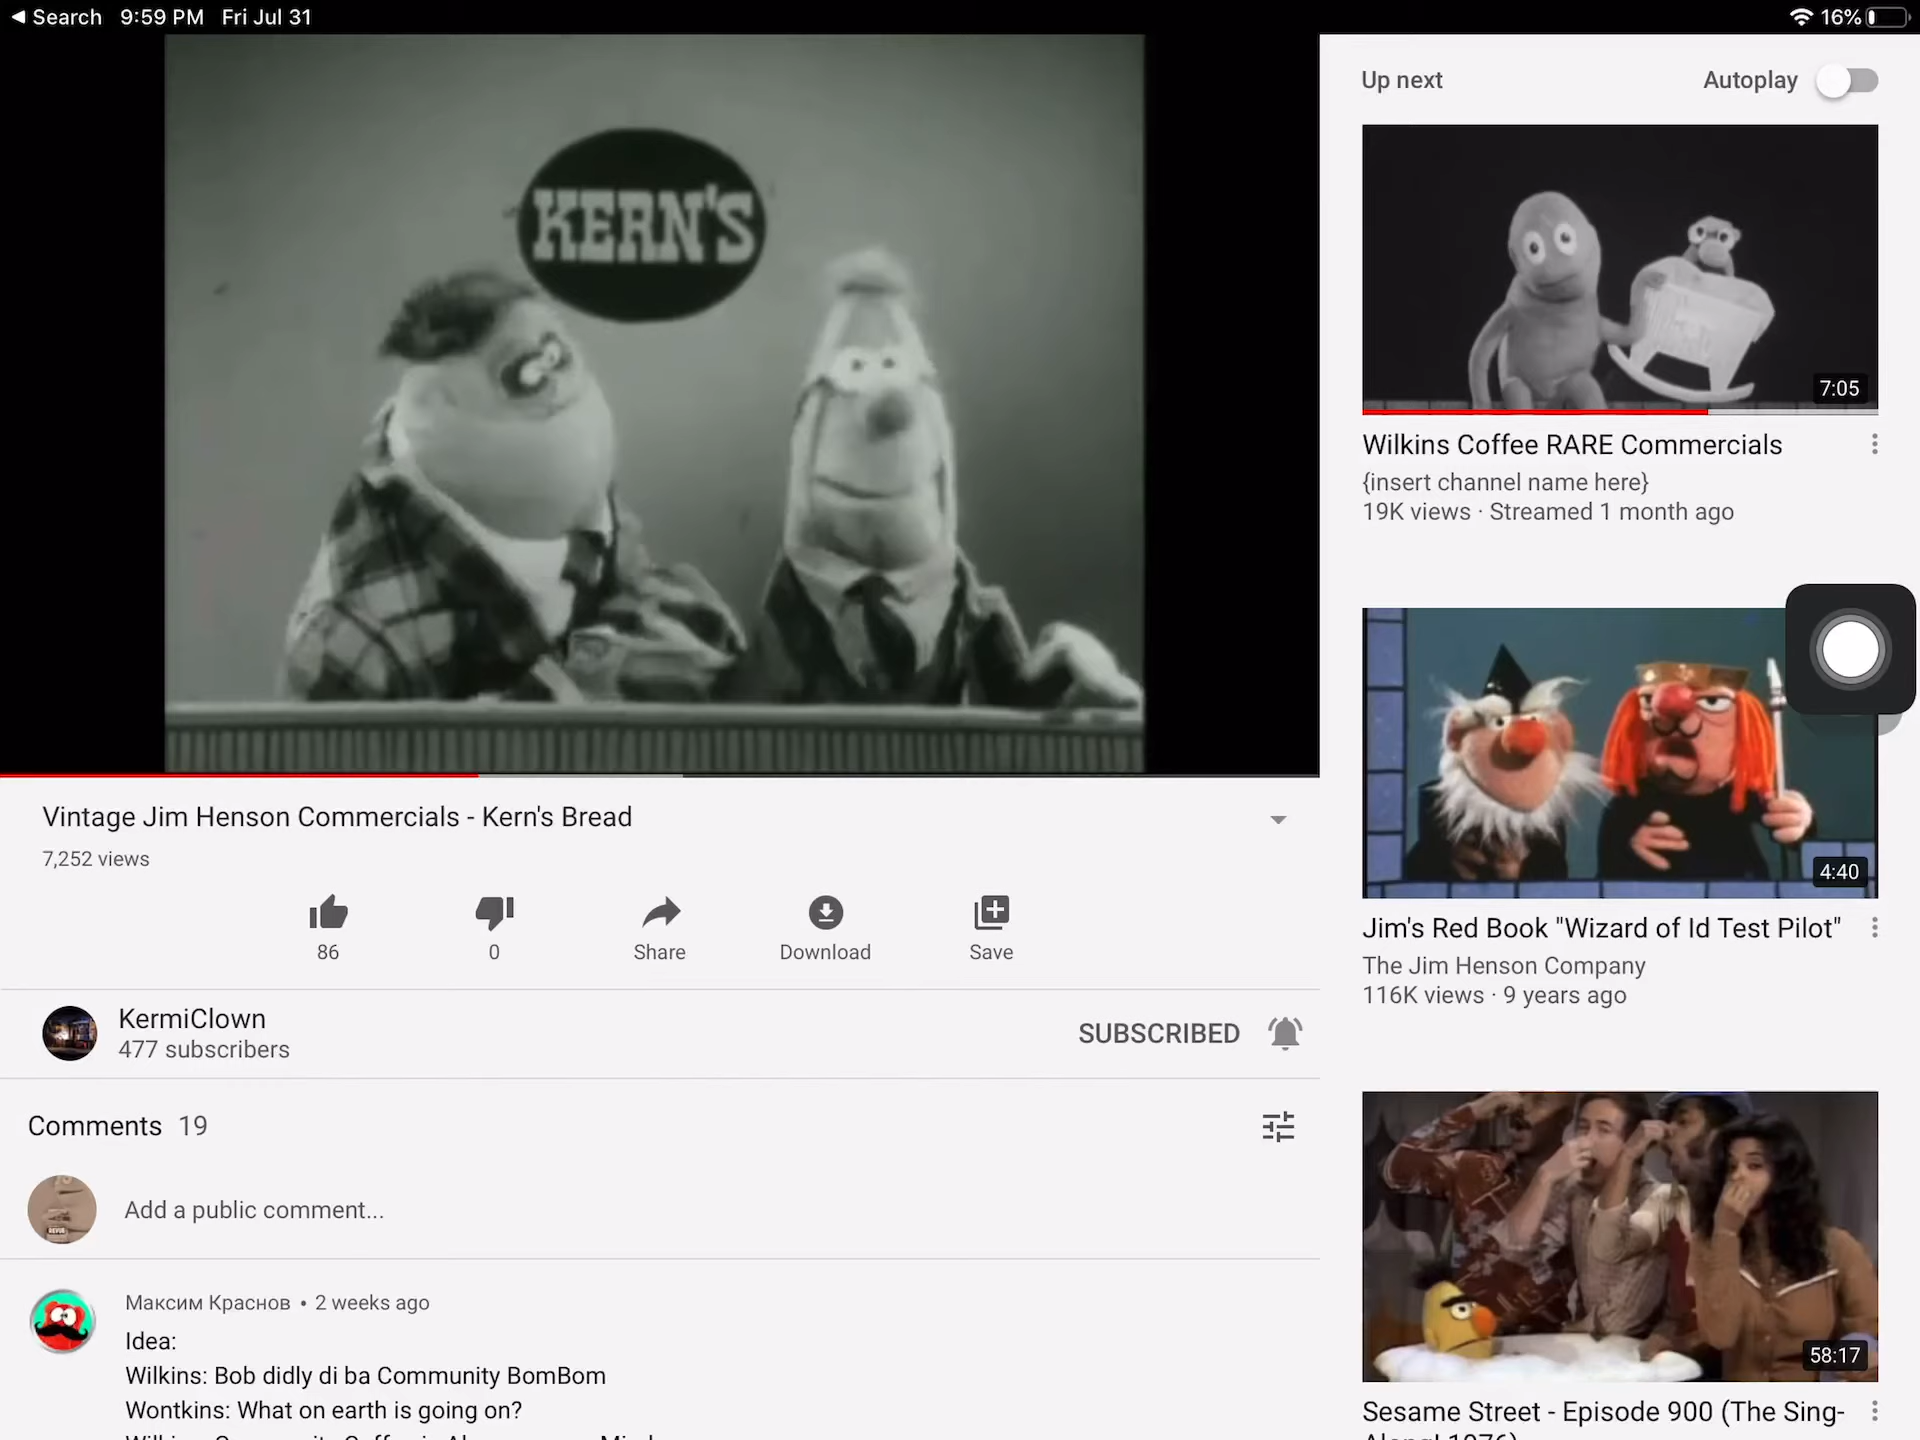 Search 9:59 PM Fri Jul 31
16%
KERN'S
Up next
Autoplay
7:05
Wilkins Coffee RARE Commercials
{insert channel name here}
19K views · Streamed 1 month ago
4:40
Jim's Red Book "Wizard of Id Test Pilot"
The Jim Henson Company
116K views · 9 years ago
58:17
Sesame Street - Episode 900 (The Sing-
Vintage Jim Henson Commercials - Kern's Bread
7,252 views
86
0
Share
Download
Save
KermiClown
477 subscribers
SUBSCRIBED
Comments 19
Add a public comment...
REVUE
Максим Краснов • 2 weeks ago
Idea:
Wilkins: Bob didly di ba Community BomBom
Wontkins: What on earth is going on?